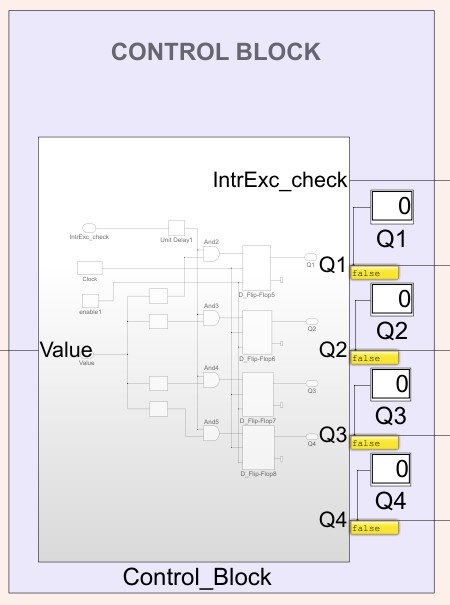 CONTROL BLOCK
IntrExc_check
0
Q1
Q1
false
0
Q2
Q2
false
0
Q3
Q3
false
0
Q4
Q4
false
Value
IntrExc_check
Unit Delay1
And2
Q1
Clock
D_Flip-Flop5
enable1
And3
Q2
D_Flip-Flop6
Value
And4
Q3
D_Flip-Flop7
And5
Q4
D_Flip-Flop8
Control_Block